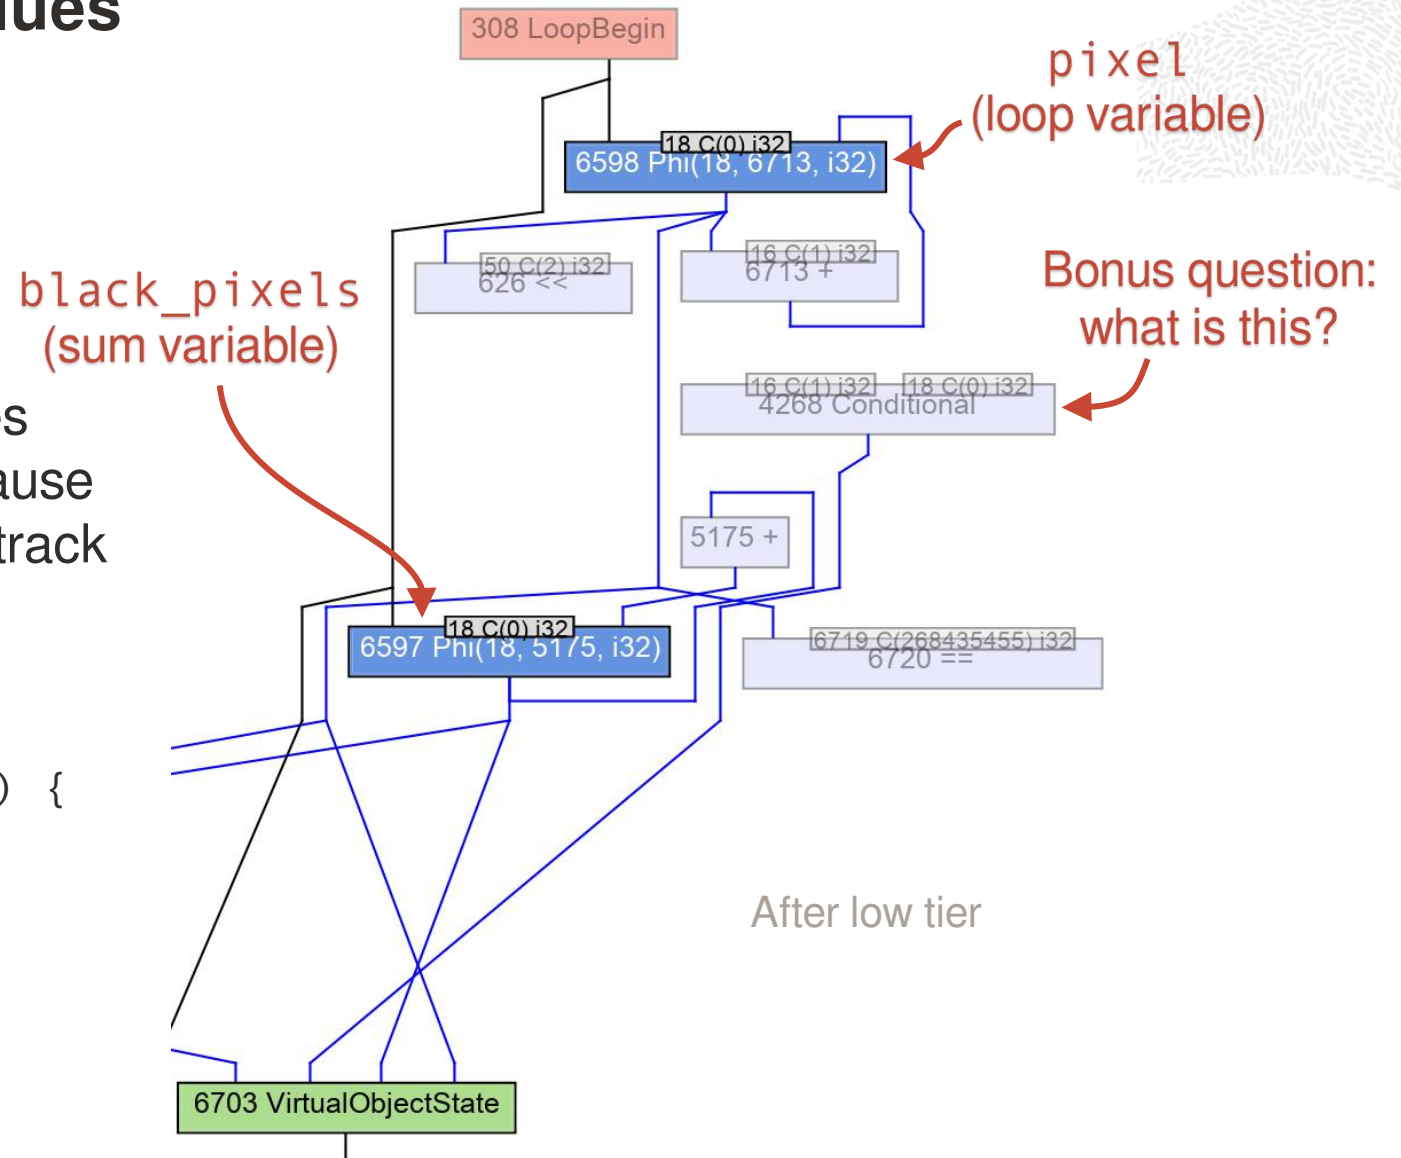 lues
308 LoopBegin
pixel
(loop variable)
18 C(0) i32
6598 Phi(18, 6713, i32)
50 C(2) i32
626 <<
16 C(1) i32
6713 +
black_pixels
(sum variable)
Bonus question:
what is this?
16 C(1) i32 18 C(0) i32
4268 Conditional
es
ause
track
5175 +
18 C(0) i32
6597 Phi(18, 5175, i32)
6719 C(268435455) i32
6720 ==
) {
After low tier
6703 VirtualObjectState